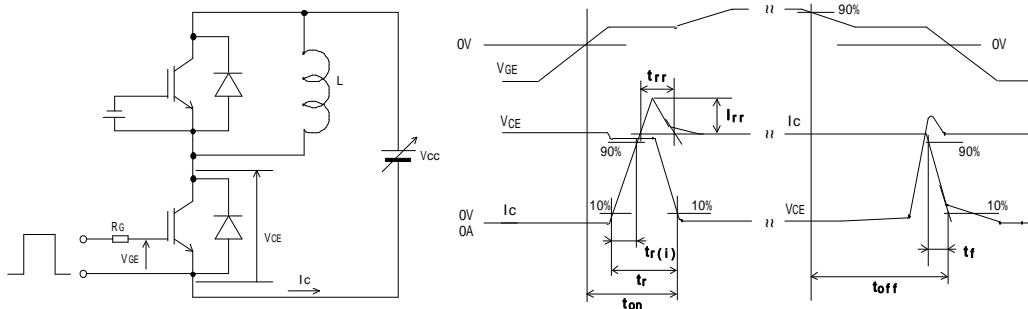 L
Vcc
RG
VGE
VCE
Ic
0V
VGE
trr
Irr
VCE
90%
10%
10%
0V
0A
Ic
tr(i)
tr
ton
≈
≈
≈
90%
0V
Ic
90%
VCE
10%
tf
toff